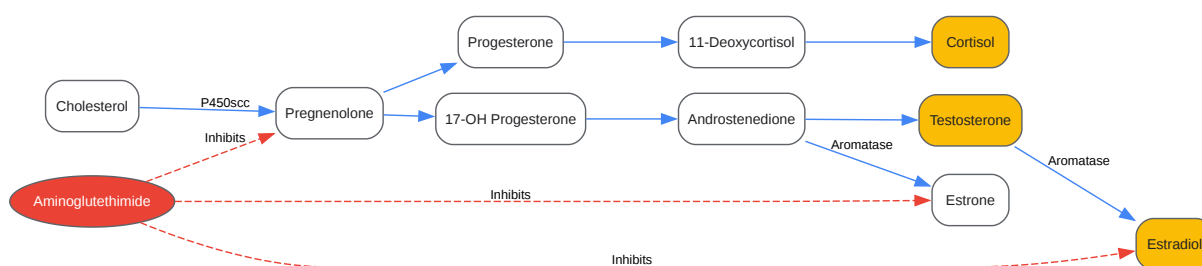 Progesterone
11-Deoxycortisol
Cortisol
Cholesterol
P450scc
Pregnenolone
17-OH Progesterone
Androstenedione
Testosterone
Inhibits
Aromatase
Aromatase
Aminoglutethimide
Inhibits
Estrone
Estradiol
Inhibits